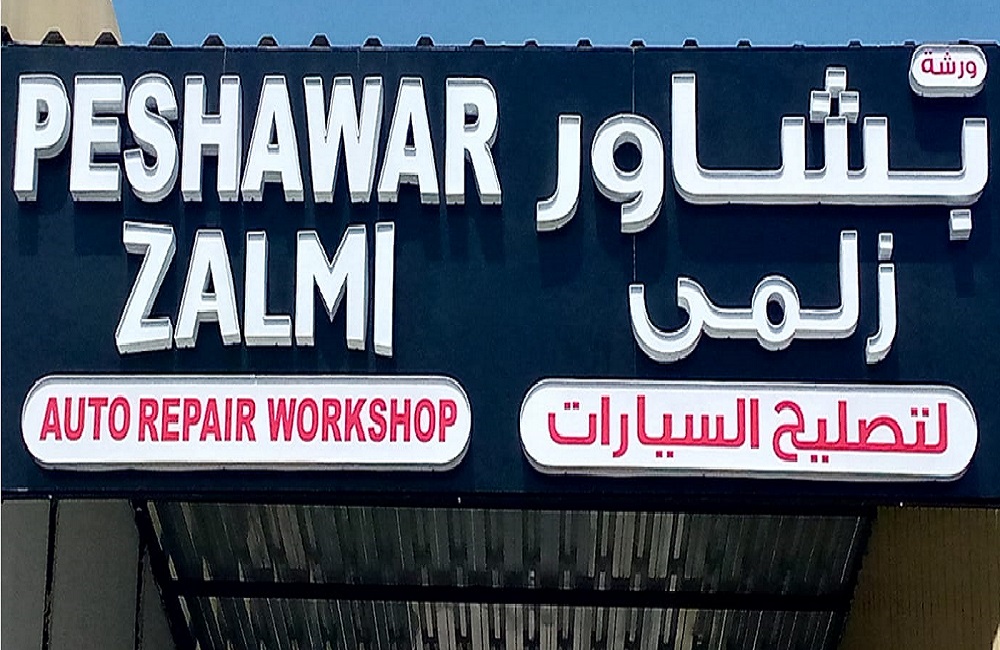 PESHAWAR
ZALMI
AUTO REPAIR WORKSHOP
ورشة
بشاور
زلمى
لتصليح السيارات